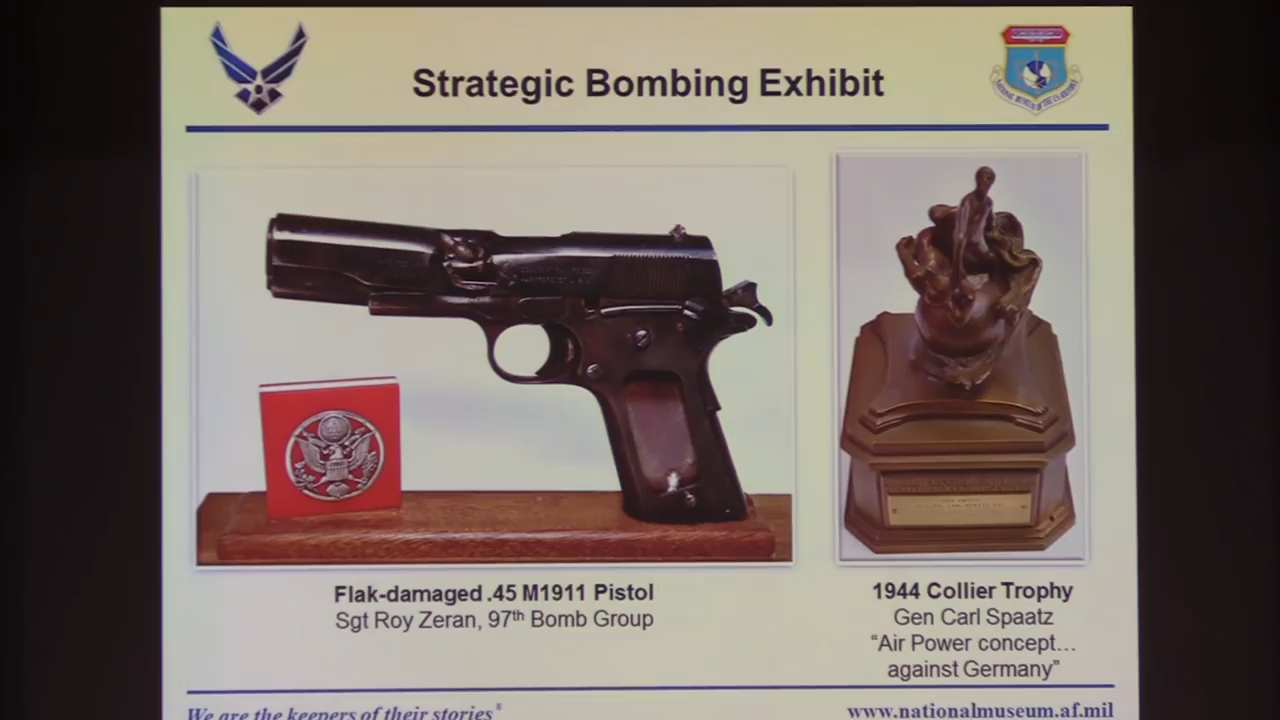 Strategic Bombing Exhibit
Flak-damaged .45 M1911 Pistol
Sgt Roy Zeran, 97th Bomb Group
1944 Collier Trophy
Gen Carl Spaatz
“Air Power concept…
against Germany”
We are the keepers of their stories®
www.nationalmuseum.af.mil